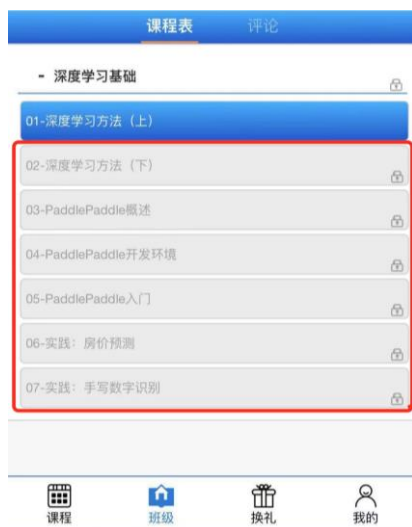 课程表 评论
- 深度学习基础
01-深度学习方法（上）
02-深度学习方法（下）
03-PaddlePaddle概述
04-PaddlePaddle开发环境
05-PaddlePaddle入门
06-实践：房价预测
07-实践：手写数字识别
课程 班级 换礼 我的